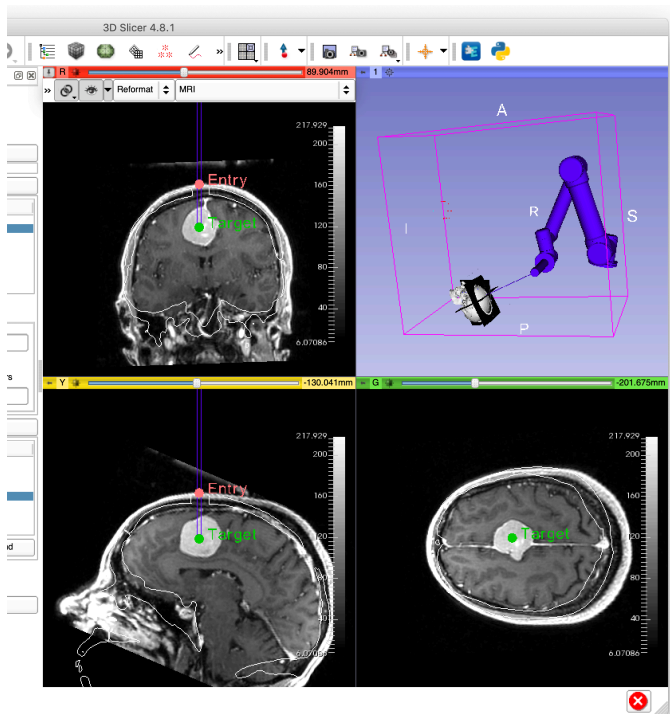 3D Slicer 4.8.1
»
R
89.904mm
1
»
Reformat
MRI
217.929
200
160
120
80
40
6.07086
Entry
Target
A
R
S
I
P
Y
-130.041mm
G
-201.675mm
217.929
200
160
120
80
40
6.07086
Entry
Target
217.929
200
160
120
80
40
6.07086
Target
rs